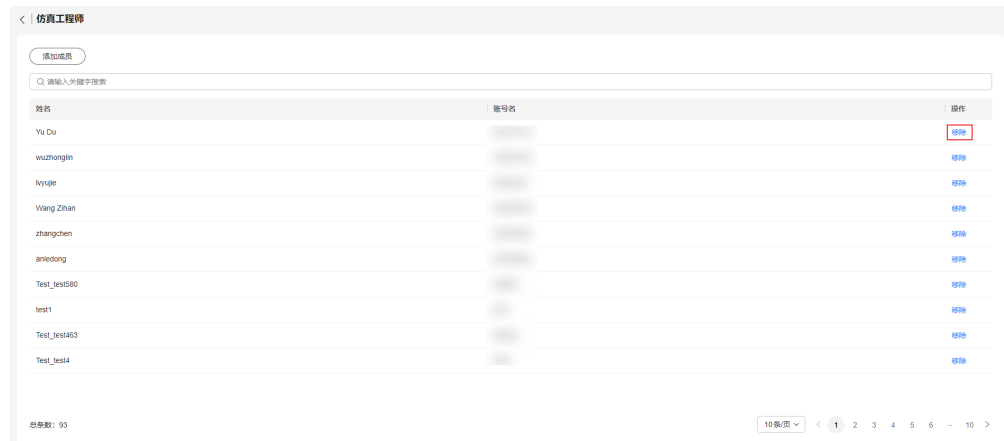 仿真工程师
添加成员
请输入关键字搜索
姓名 账号名 操作
Yu Du 移除
wuzhonglin 移除
lvyujie 移除
Wang Zihan 移除
zhangchen 移除
anledong 移除
Test_test580 移除
test1 移除
Test_test463 移除
Test_test4 移除
总条数：93 10条/页 < 1 2 3 4 5 6 ··· 10 >